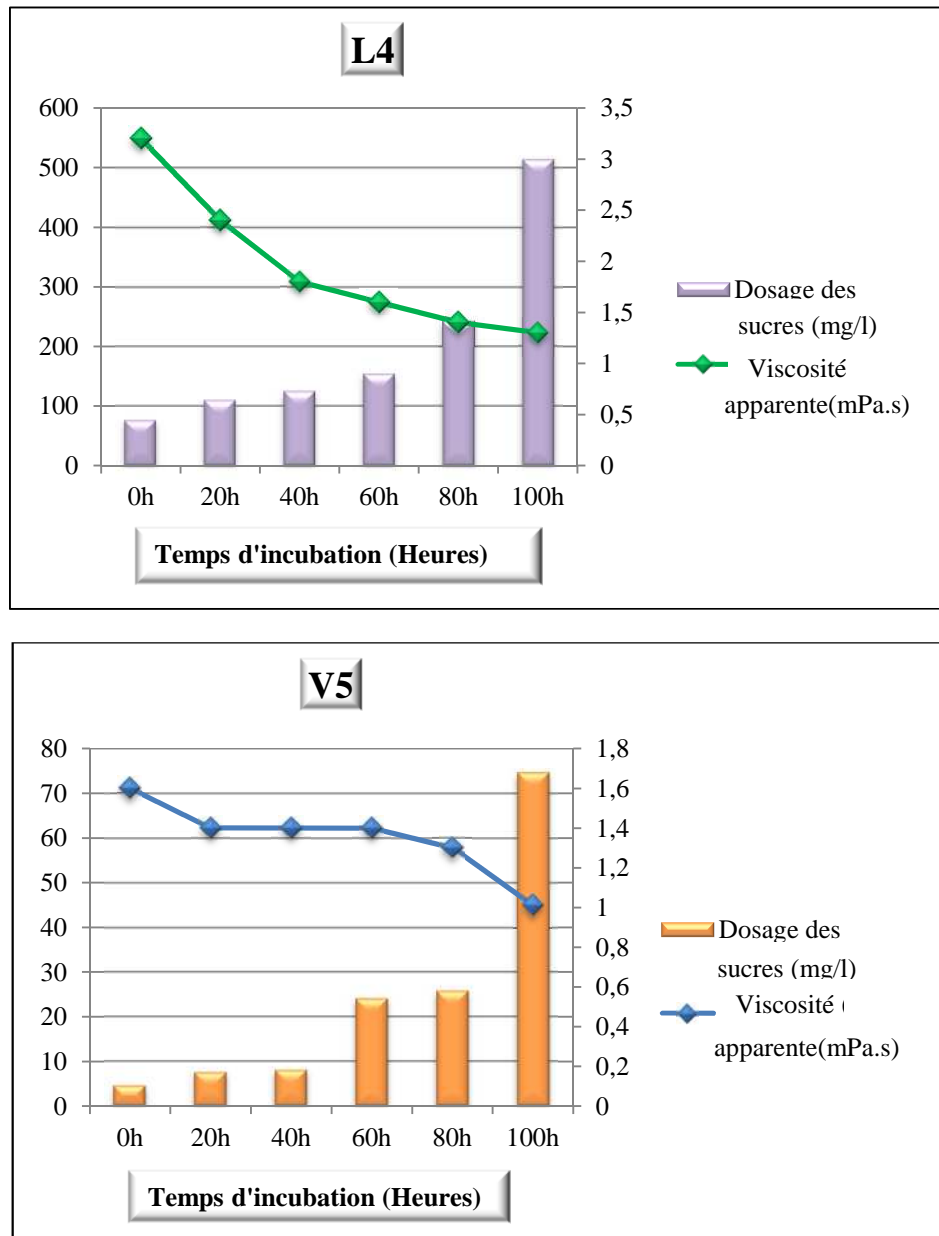 L4
600
500
400
300
200
100
0
3,5
3
2,5
2
1,5
1
0,5
0
0h 20h 40h 60h 80h 100h
Temps d'incubation (Heures)
Dosage des
sucres (mg/l)
Viscosité
apparente(mPa.s)
V5
80
70
60
50
40
30
20
10
0
1,8
1,6
1,4
1,2
1
0,8
0,6
0,4
0,2
0
0h 20h 40h 60h 80h 100h
Temps d'incubation (Heures)
Dosage des
sucres (mg/l)
Viscosité (
apparente(mPa.s)